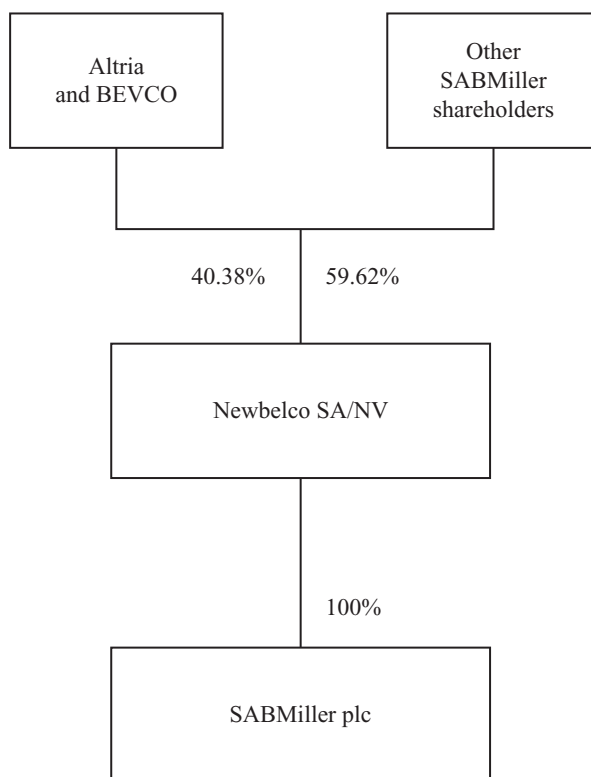 Altria
and BEVCO
Other
SABMiller
shareholders
40.38%
59.62%
Newbelco SA/NV
100%
SABMiller plc